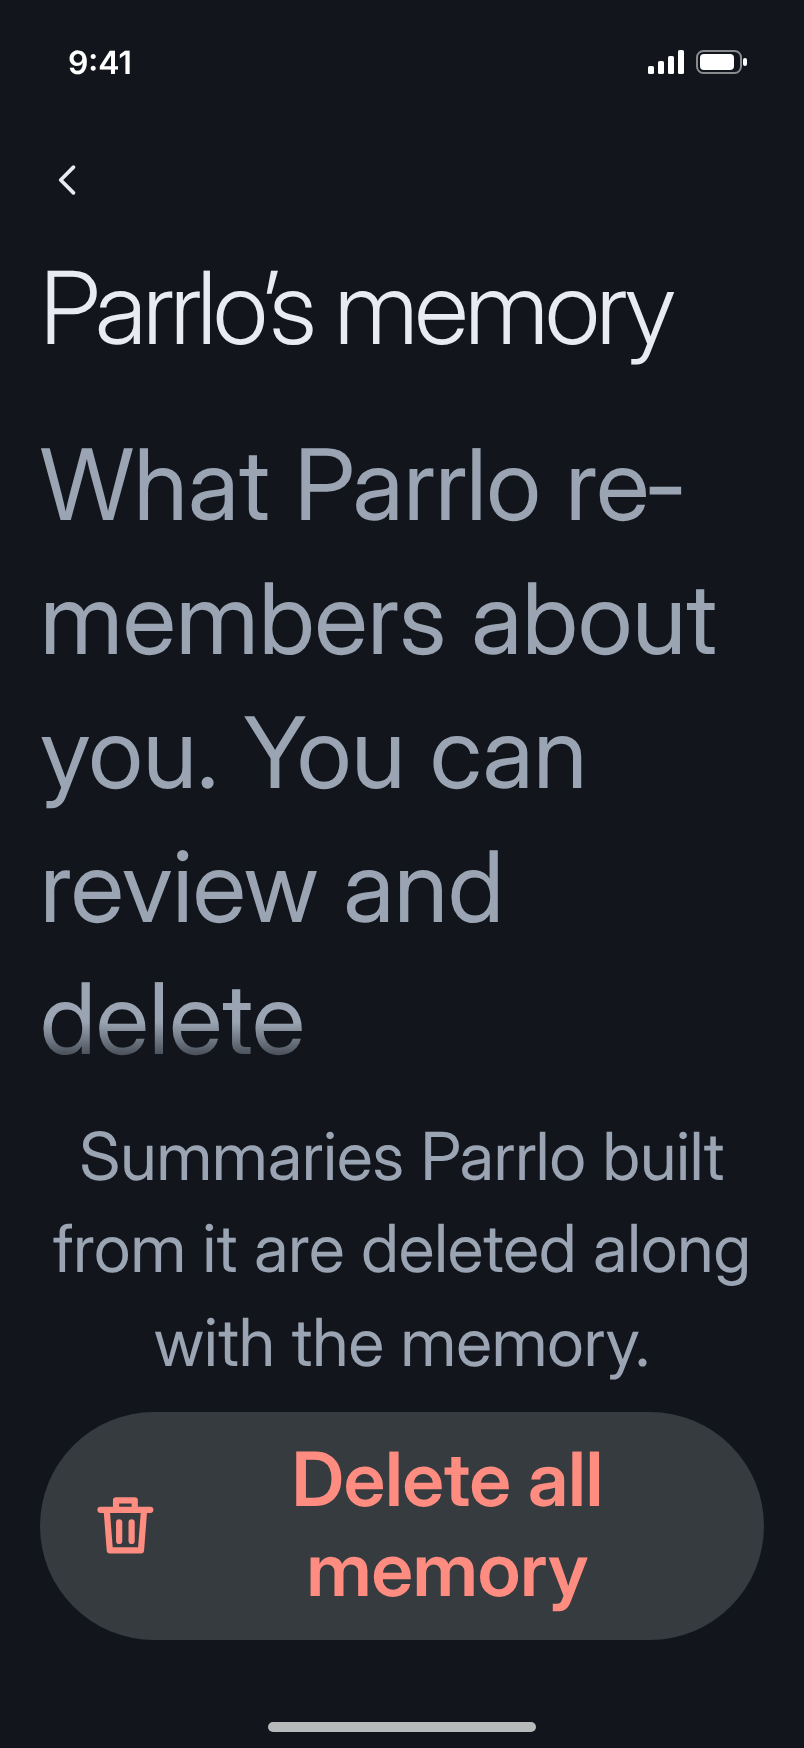 9:41
Parrlo’s memory
What Parrlo re-
members about
you. You can
review and
delete
Summaries Parrlo built
from it are deleted along
with the memory.
Delete all
memory